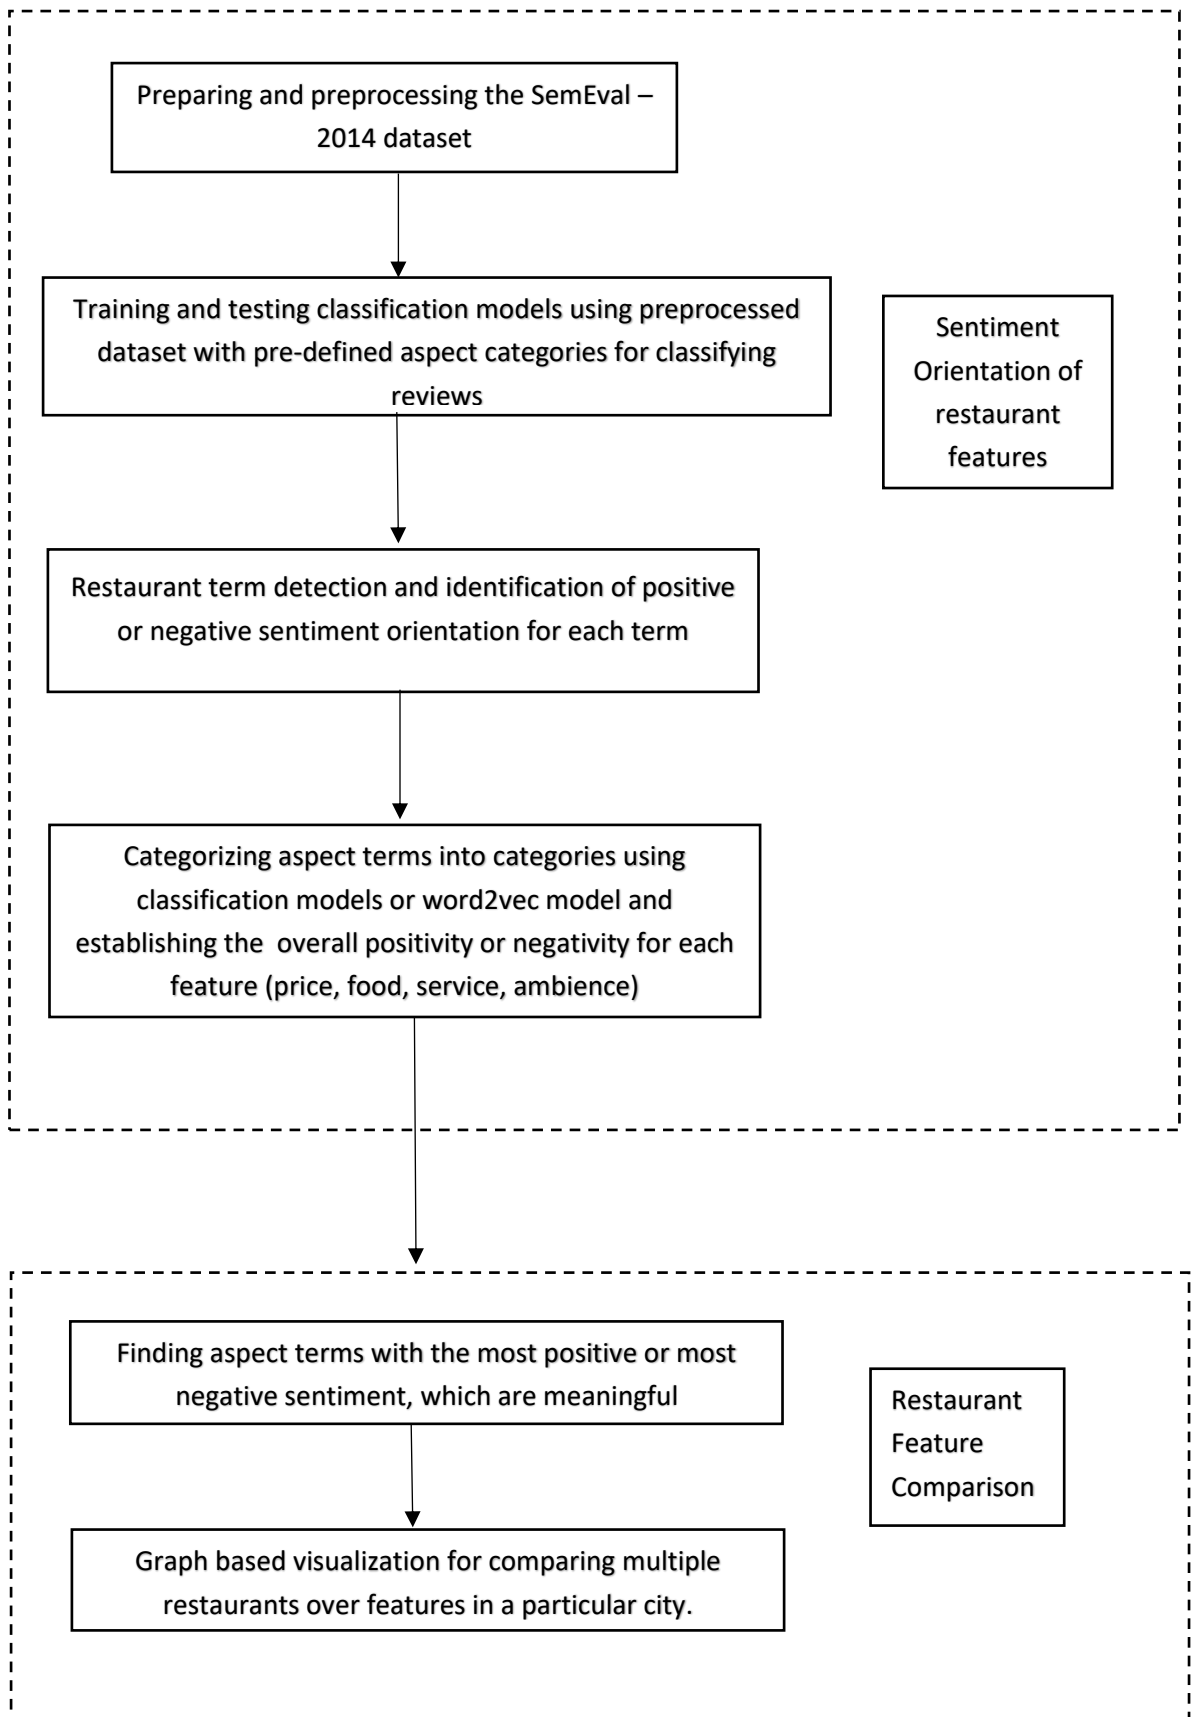 Preparing and preprocessing the SemEval –
2014 dataset
Training and testing classification models using preprocessed
dataset with pre-defined aspect categories for classifying
reviews
Sentiment
Orientation of
restaurant
features
Restaurant term detection and identification of positive
or negative sentiment orientation for each term
Categorizing aspect terms into categories using
classification models or word2vec model and
establishing the  overall positivity or negativity for each
feature (price, food, service, ambience)
Finding aspect terms with the most positive or most
negative sentiment, which are meaningful
Restaurant
Feature
Comparison
Graph based visualization for comparing multiple
restaurants over features in a particular city.